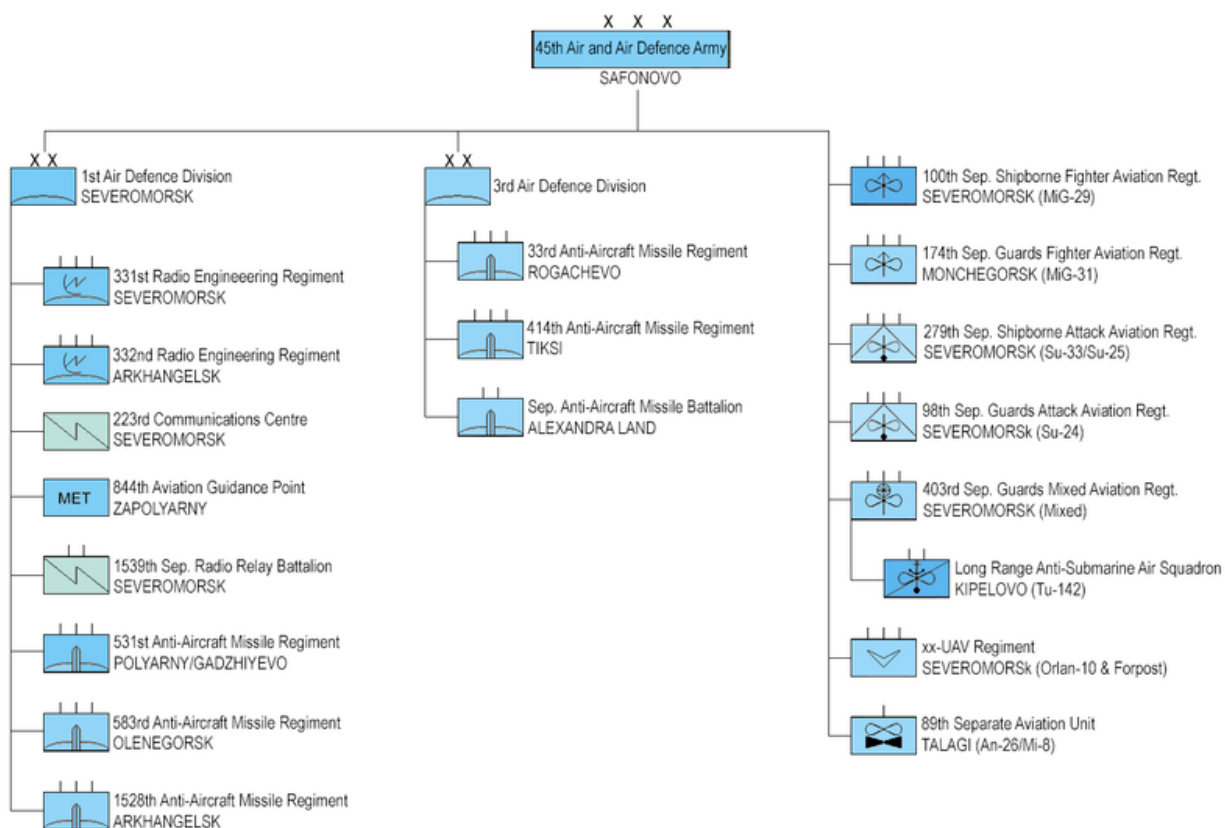 X X X
45th Air and Air Defence Army
SAFONOVO
X X
1st Air Defence Division
SEVEROMORSK
331st Radio Engineeering Regiment
SEVEROMORSK
332nd Radio Engineering Regiment
ARKHANGELSK
223rd Communications Centre
SEVEROMORSK
MET
844th Aviation Guidance Point
ZAPOLYARNY
1539th Sep. Radio Relay Battalion
SEVEROMORSK
531st Anti-Aircraft Missile Regiment
POLYARNY/GADZHIYEVO
583rd Anti-Aircraft Missile Regiment
OLENEGORSK
1528th Anti-Aircraft Missile Regiment
ARKHANGELSK
X X
3rd Air Defence Division
33rd Anti-Aircraft Missile Regiment
ROGACHEVO
414th Anti-Aircraft Missile Regiment
TIKSI
Sep. Anti-Aircraft Missile Battalion
ALEXANDRA LAND
100th Sep. Shipborne Fighter Aviation Regt.
SEVEROMORSK (MiG-29)
174th Sep. Guards Fighter Aviation Regt.
MONCHEGORSK (MiG-31)
279th Sep. Shipborne Attack Aviation Regt.
SEVEROMORSK (Su-33/Su-25)
98th Sep. Guards Attack Aviation Regt.
SEVEROMORSk (Su-24)
403rd Sep. Guards Mixed Aviation Regt.
SEVEROMORSK (Mixed)
Long Range Anti-Submarine Air Squadron
KIPELOVO (Tu-142)
xx-UAV Regiment
SEVEROMORSk (Orlan-10 & Forpost)
89th Separate Aviation Unit
TALAGI (An-26/Mi-8)